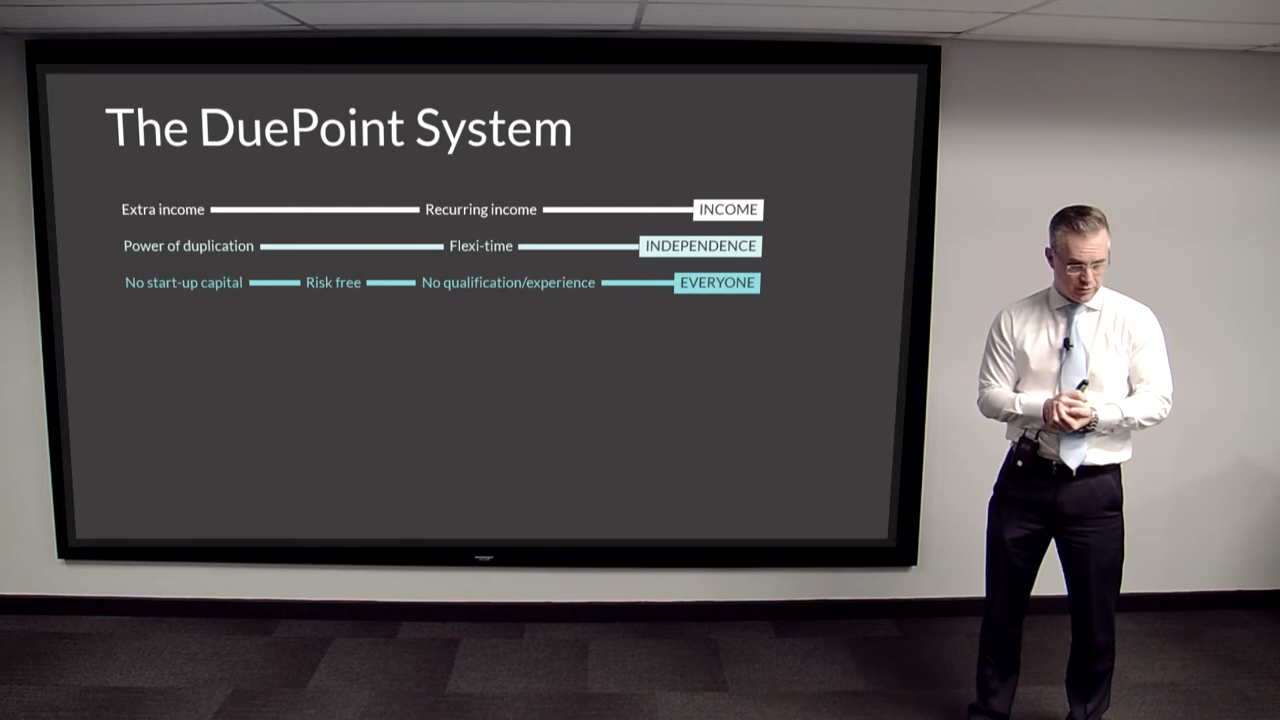 The DuePoint System
Extra income Recurring income INCOME
Power of duplication Flexi-time INDEPENDENCE
No start-up capital Risk free No qualification/experience EVERYONE